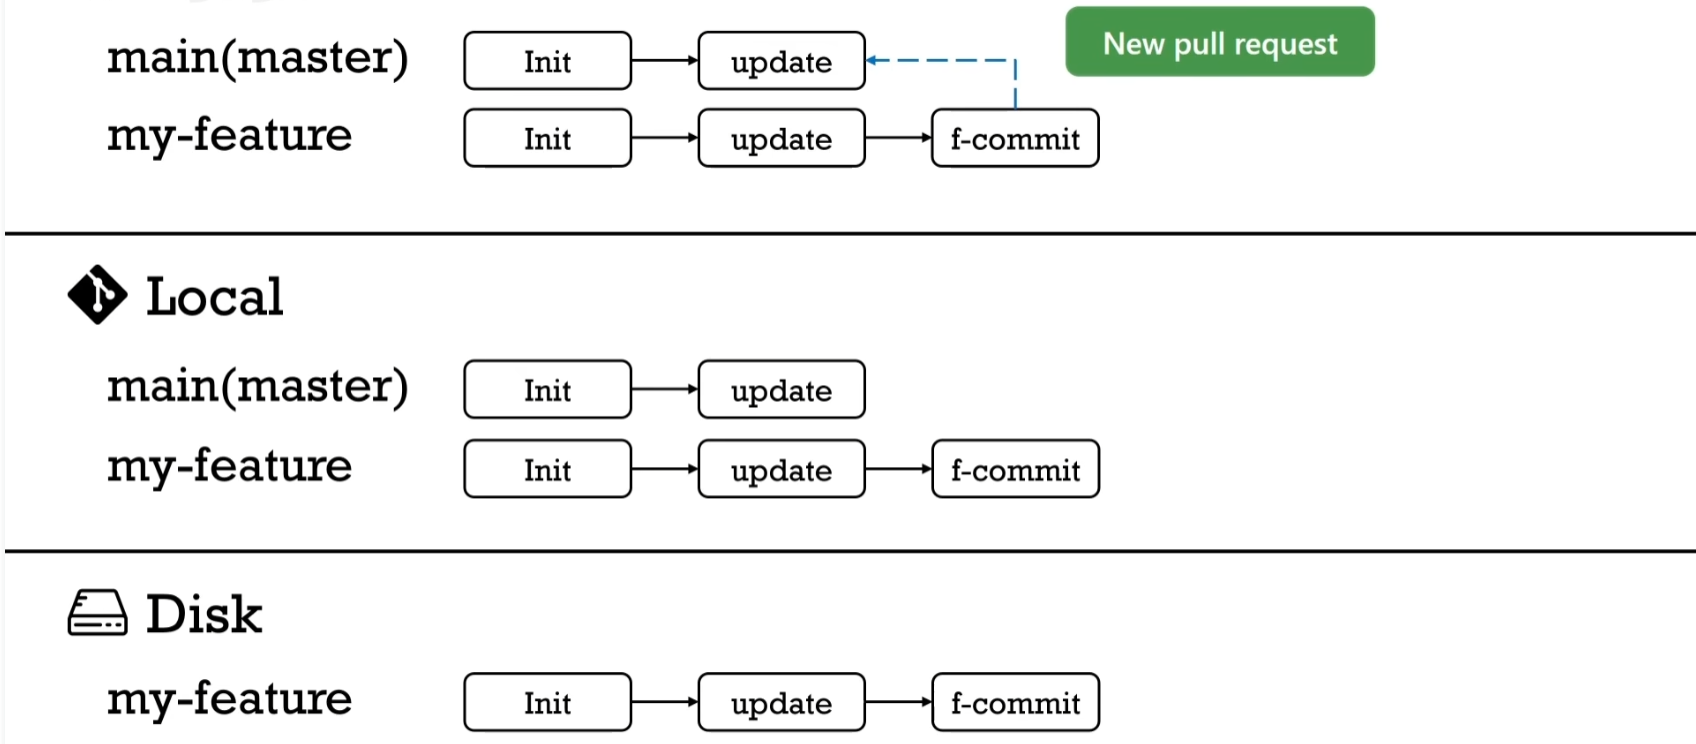 main(master) Init update New pull request
my-feature Init update f-commit
Local
main(master) Init update
my-feature Init update f-commit
Disk
my-feature Init update f-commit